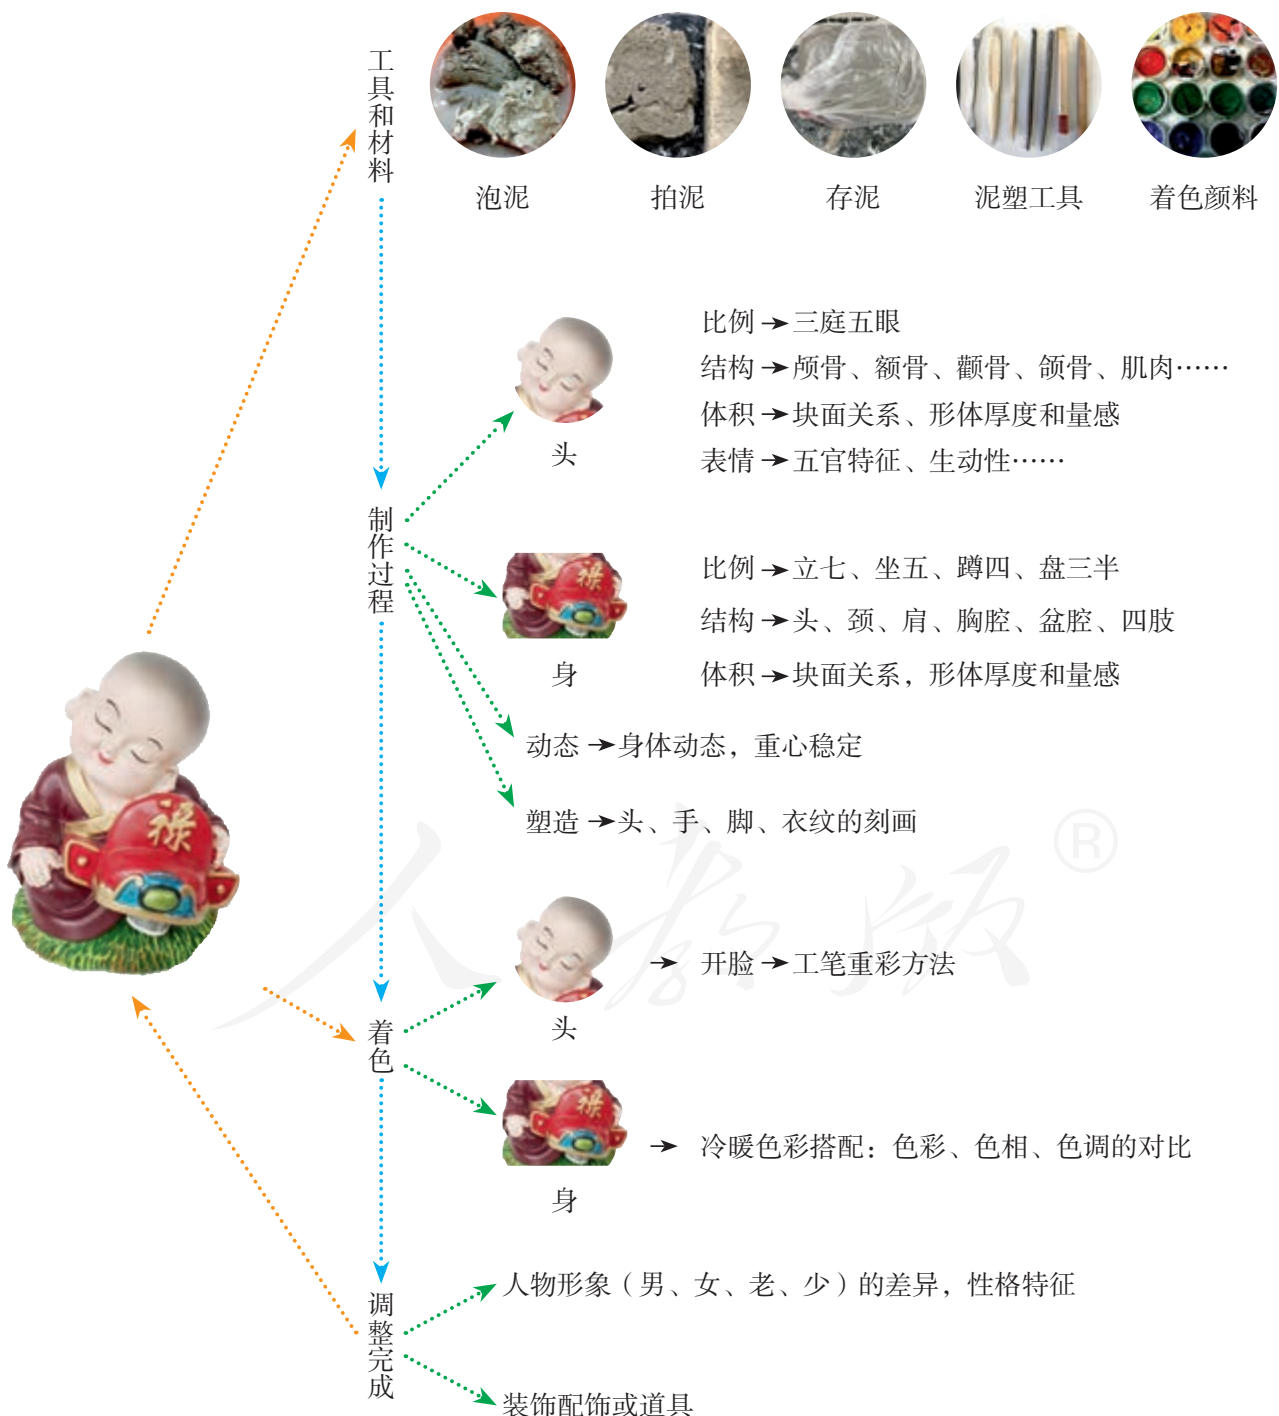 工具和材料
泡泥
拍泥
存泥
泥塑工具
着色颜料
制作过程
头
比例→三庭五眼
结构→颅骨、额骨、颧骨、颌骨、肌肉……
体积→块面关系、形体厚度和量感
表情→五官特征、生动性……
禄
身
比例→立七、坐五、蹲四、盘三半
结构→头、颈、肩、胸腔、盆腔、四肢
体积→块面关系，形体厚度和量感
动态→身体动态，重心稳定
塑造→头、手、脚、衣纹的刻画
禄
人教版®
着色
头
→开脸→工笔重彩方法
禄
身
→冷暖色彩搭配：色彩、色相、色调的对比
调整完成
人物形象（男、女、老、少）的差异，性格特征
装饰配饰或道具